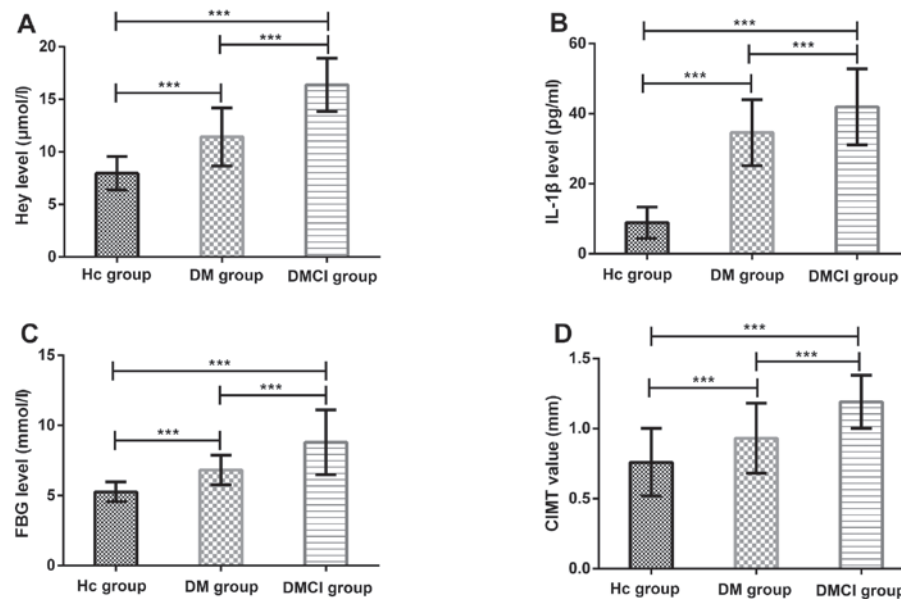 A
***
***
***
Hey level (μmol/l)
20
15
10
5
0
Hc group DM group DMCI group
B
***
***
***
IL-1β level (pg/ml)
60
40
20
0
Hc group DM group DMCI group
C
***
***
***
FBG level (mmol/l)
15
10
5
0
Hc group DM group DMCI group
D
***
***
***
CIMT value (mm)
1.5
1.0
0.5
0.0
Hc group DM group DMCI group